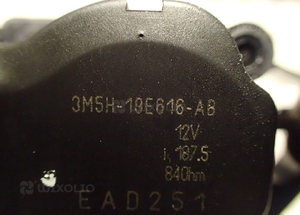 3M5H-19E616-AB
12V
i, 187.5
84Ohm
EAD251